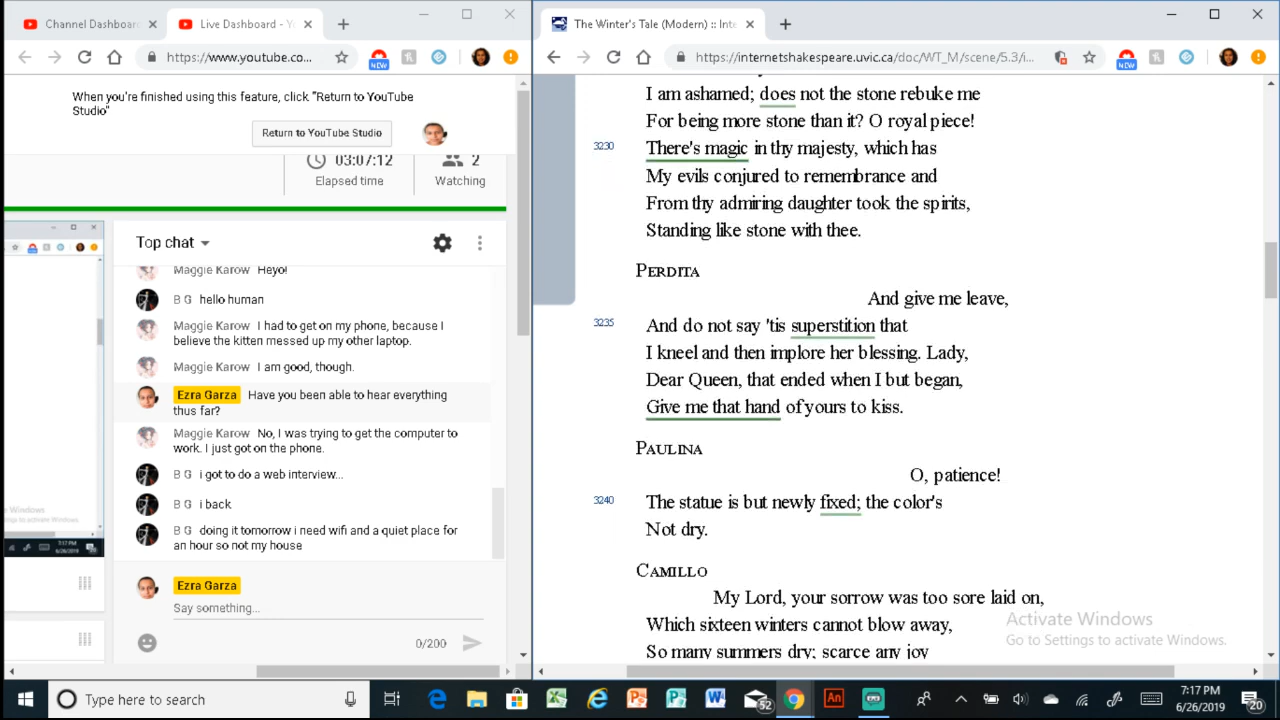 Channel Dashboard
Live Dashboard - Y
The Winter's Tale (Modern) :: Inte
https://www.youtube.co...
NEW
https://internetshakespeare.uvic.ca/doc/WT_M/scene/5.3/i...
NEW
When you're finished using this feature, click "Return to YouTube
Studio"
Return to YouTube Studio
03:07:12
Elapsed time
2
Watching
Top chat
Maggie Karow Heyo!
B G hello human
Maggie Karow I had to get on my phone, because I
believe the kitten messed up my other laptop.
Maggie Karow I am good, though.
Ezra Garza Have you been able to hear everything
thus far?
Maggie Karow No, I was trying to get the computer to
work. I just got on the phone.
B G i got to do a web interview...
B G i back
B G doing it tomorrow i need wifi and a quiet place for
an hour so not my house
Ezra Garza
Say something...
0/200
7:17 PM
6/26/2019
I am ashamed; does not the stone rebuke me
For being more stone than it? O royal piece!
3230 There's magic in thy majesty, which has
My evils conjured to remembrance and
From thy admiring daughter took the spirits,
Standing like stone with thee.
PERDITA
And give me leave,
3235 And do not say 'tis superstition that
I kneel and then implore her blessing. Lady,
Dear Queen, that ended when I but began,
Give me that hand of yours to kiss.
PAULINA
O, patience!
3240 The statue is but newly fixed; the color's
Not dry.
CAMILLO
My Lord, your sorrow was too sore laid on,
Which sixteen winters cannot blow away,
So many summers dry; scarce any joy
Activate Windows
Go to Settings to activate Windows.
Type here to search
52
7:17 PM
6/26/2019
20